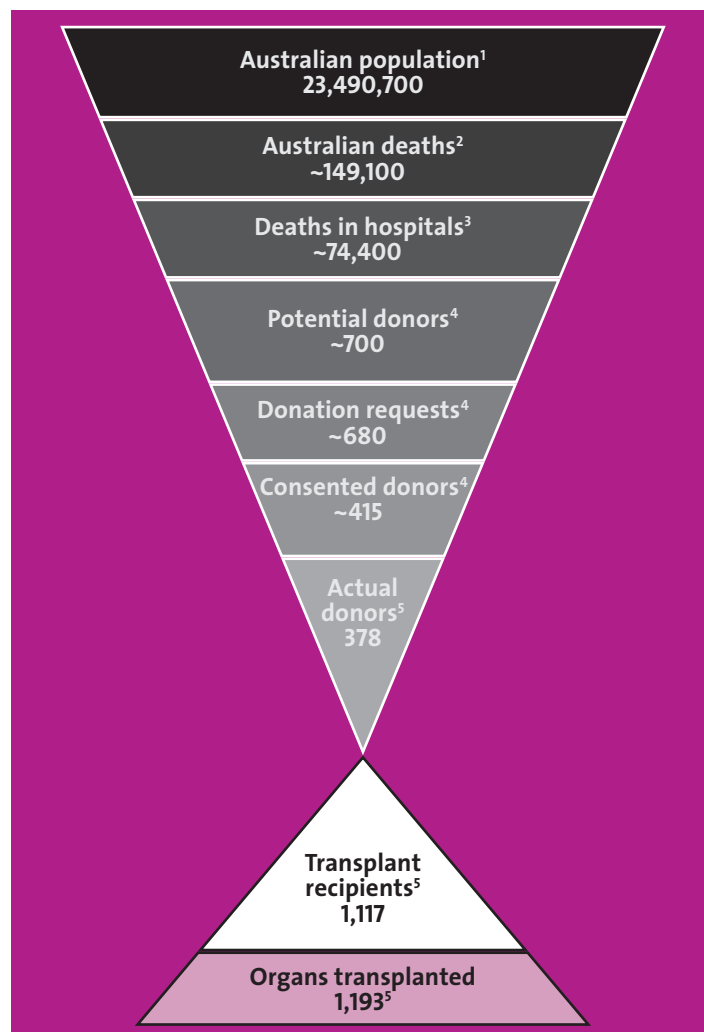 Australian population¹
23,490,700
Australian deaths²
~149,100
Deaths in hospitals³
~74,400
Potential donors⁴
~700
Donation requests⁴
~680
Consented donors⁴
~415
Actual
donors⁵
378
Transplant
recipients⁵
1,117
Organs transplanted
1,193⁵